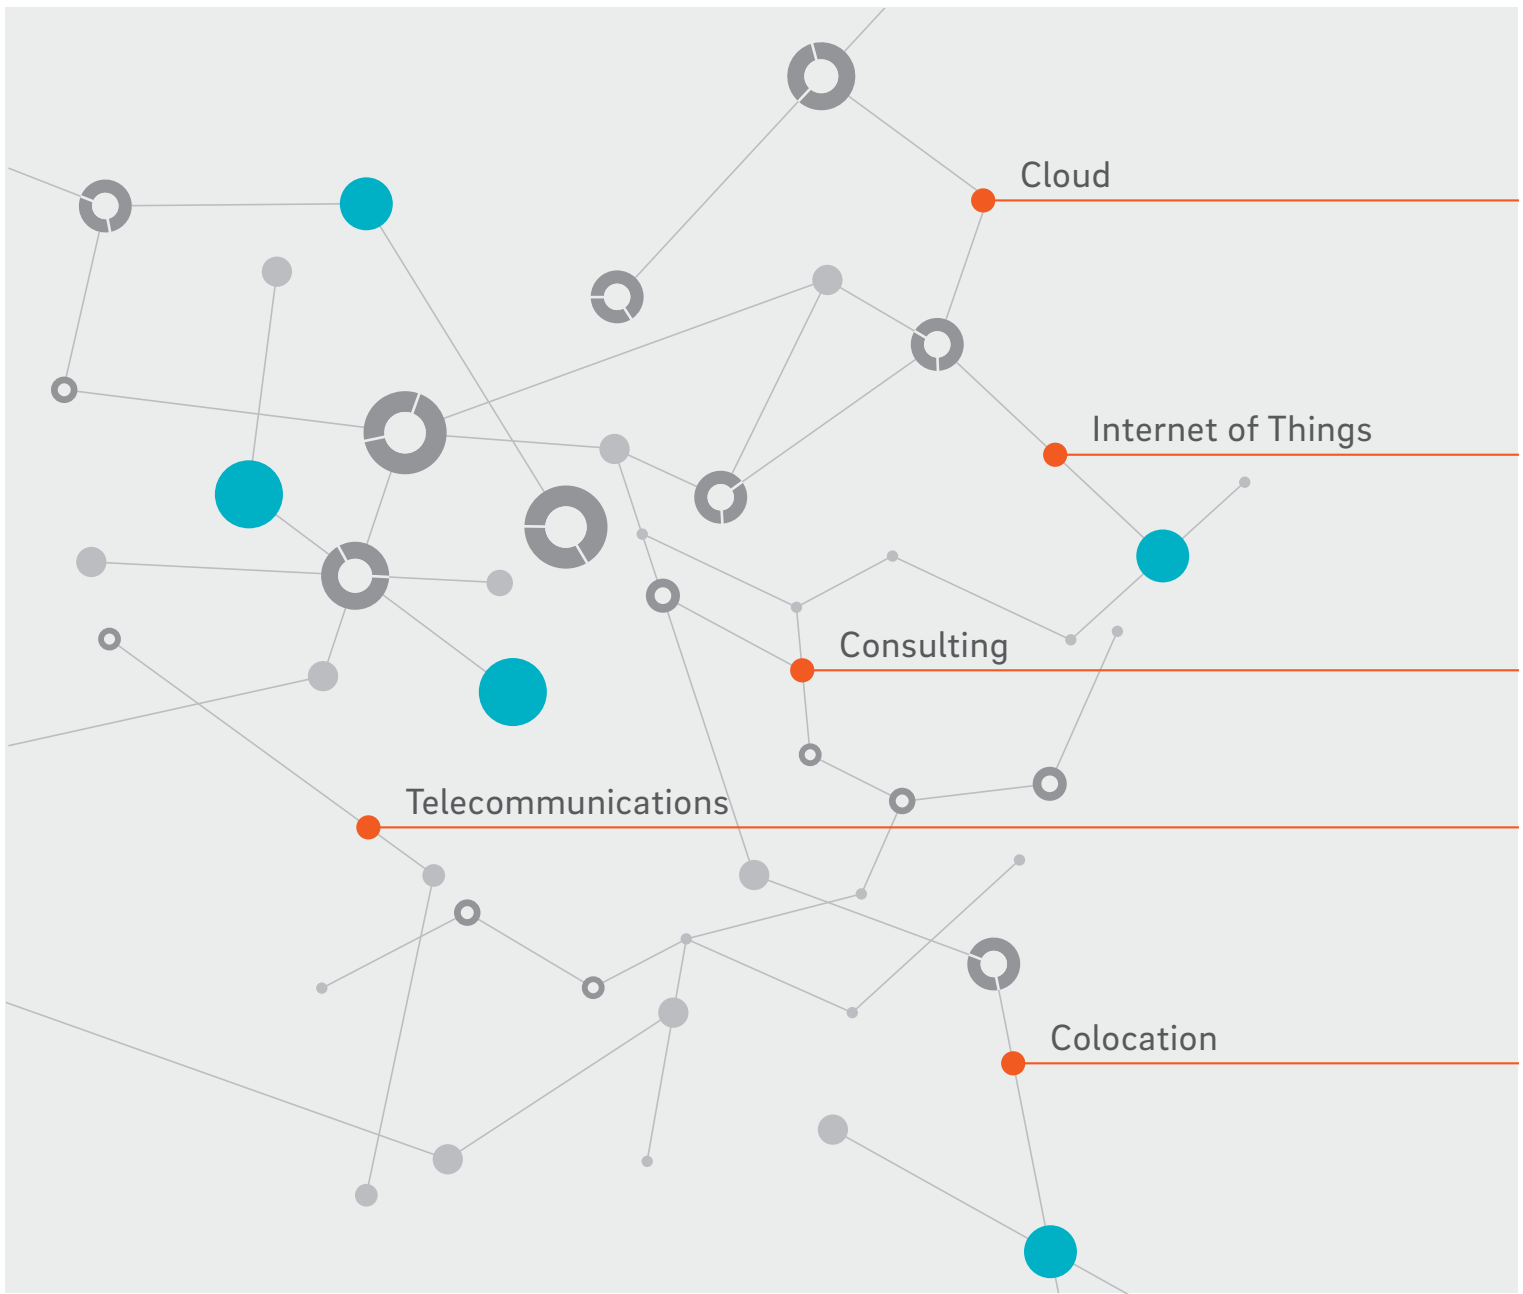 Cloud
Internet of Things
Consulting
Telecommunications
Colocation